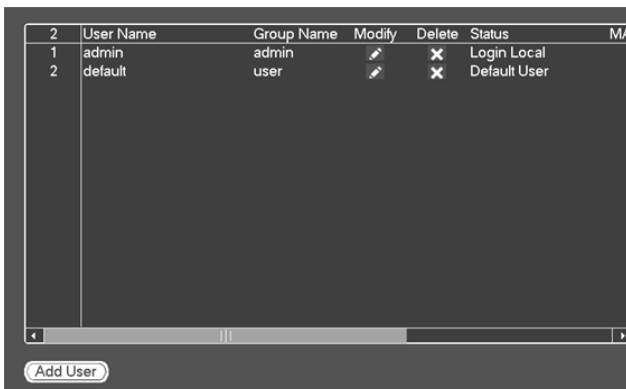 2 User Name Group Name Modify Delete Status
1 admin admin Login Local
2 default user Default User
Add User